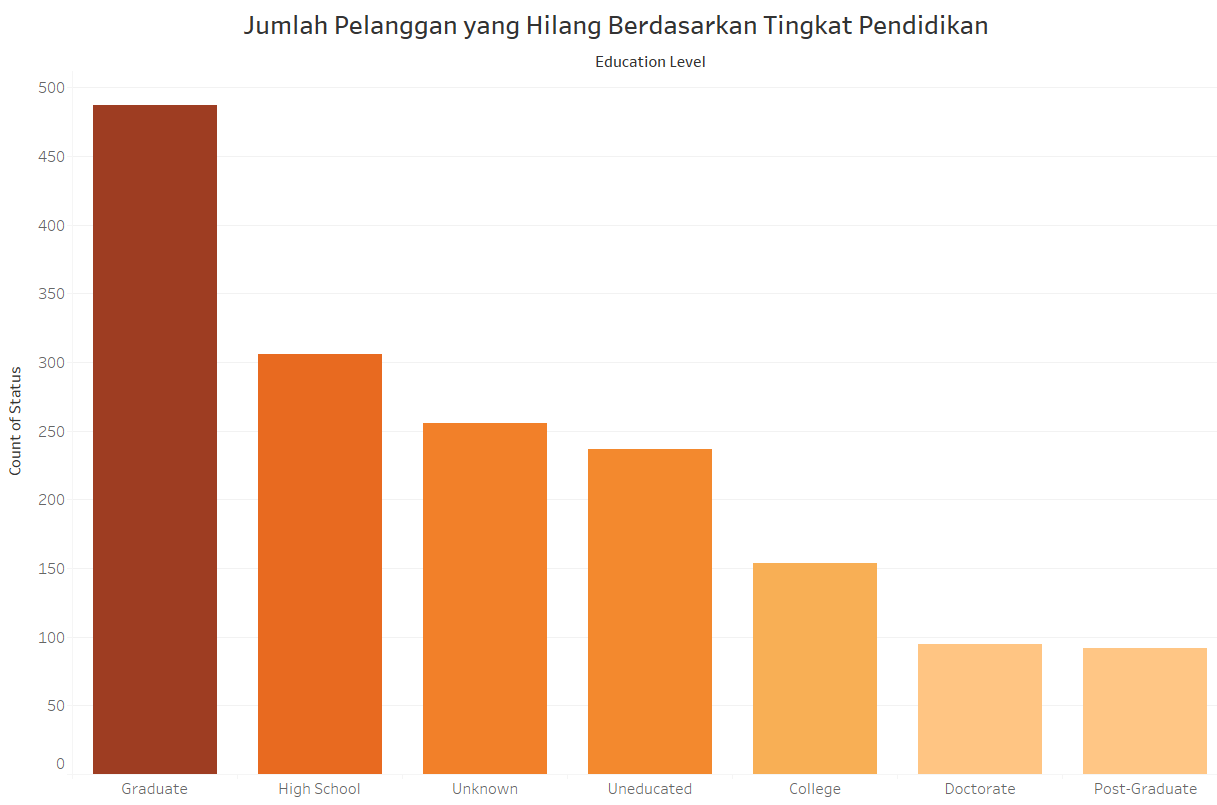 Jumlah Pelanggan yang Hilang Berdasarkan Tingkat Pendidikan
Education Level
Count of Status
500
450
400
350
300
250
200
150
100
50
0
Graduate
High School
Unknown
Uneducated
College
Doctorate
Post-Graduate